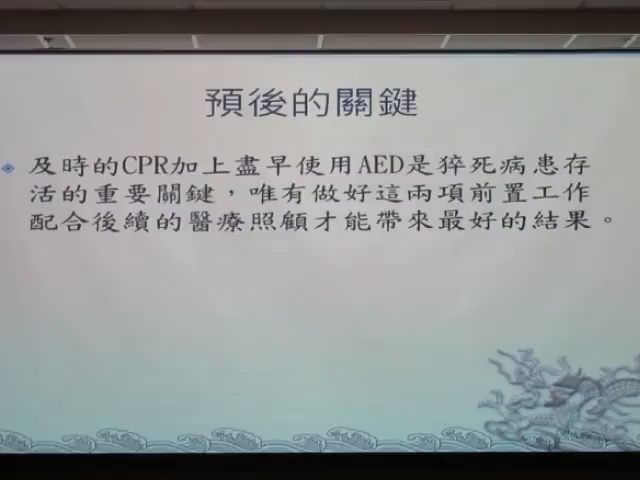 預後的關鍵
及時的CPR加上盡早使用AED是猝死病患存
活的重要關鍵，唯有做好這兩項前置工作
配合後續的醫療照顧才能帶來最好的結果。